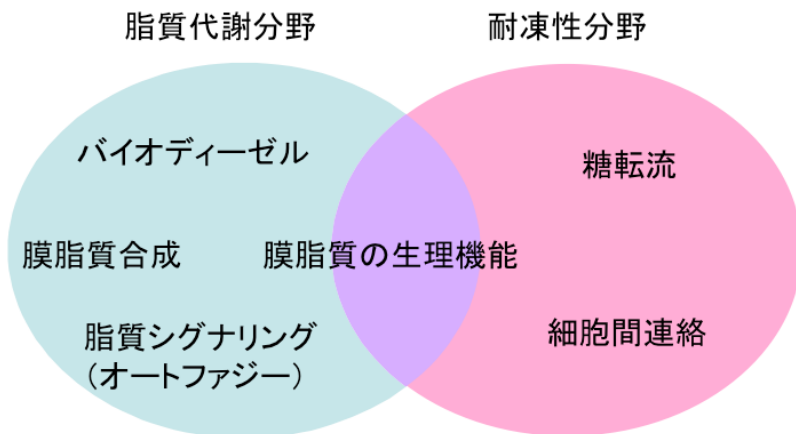 脂質代謝分野
耐凍性分野
バイオディーゼル
糖転流
膜脂質合成
膜脂質の生理機能
脂質シグナリング
(オートファジー)
細胞間連絡